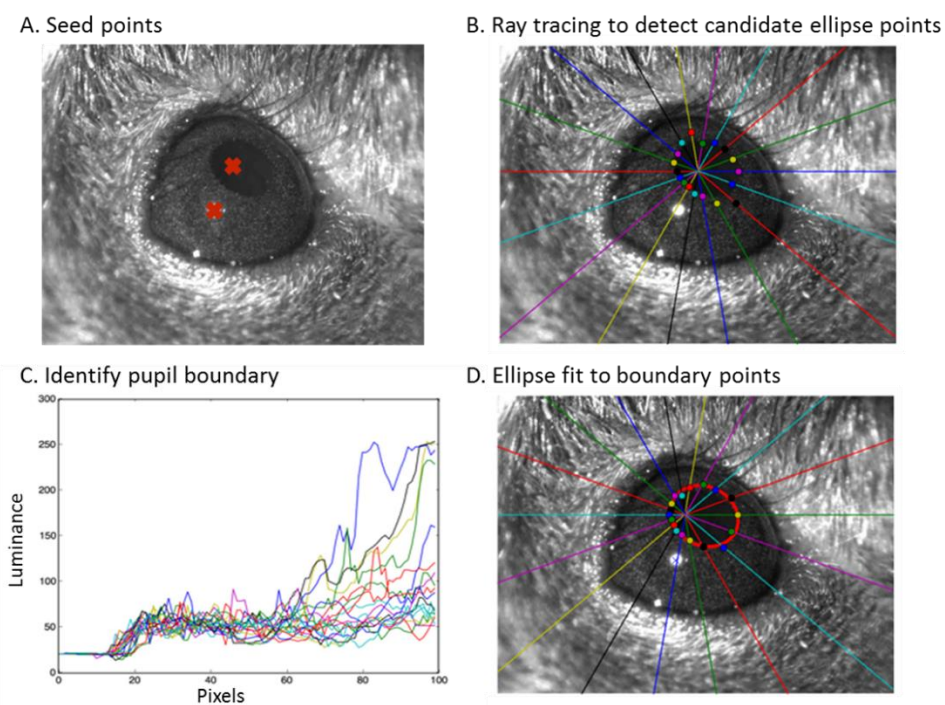 A. Seed points
B. Ray tracing to detect candidate ellipse points
C. Identify pupil boundary
D. Ellipse fit to boundary points
300
250
200
150
100
50
0
Luminance
0 20 40 60 80 100
Pixels